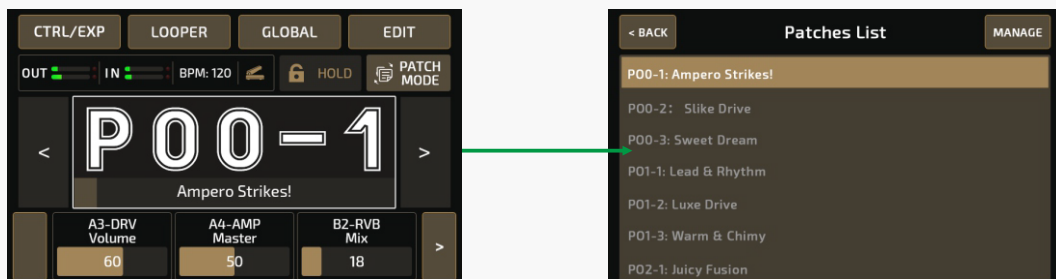 CTRL/EXP LOOPER GLOBAL EDIT
OUT IN BPM: 120 HOLD PATCH MODE
< P00-1 >
Ampero Strikes!
A3-DRV Volume
60
A4-AMP Master
50
B2-RVB Mix
18
>
< BACK Patches List MANAGE
P00-1: Ampero Strikes!
P00-2: Slike Drive
P00-3: Sweet Dream
P01-1: Lead & Rhythm
P01-2: Luxe Drive
P01-3: Warm & Chimy
P02-1: Juicy Fusion